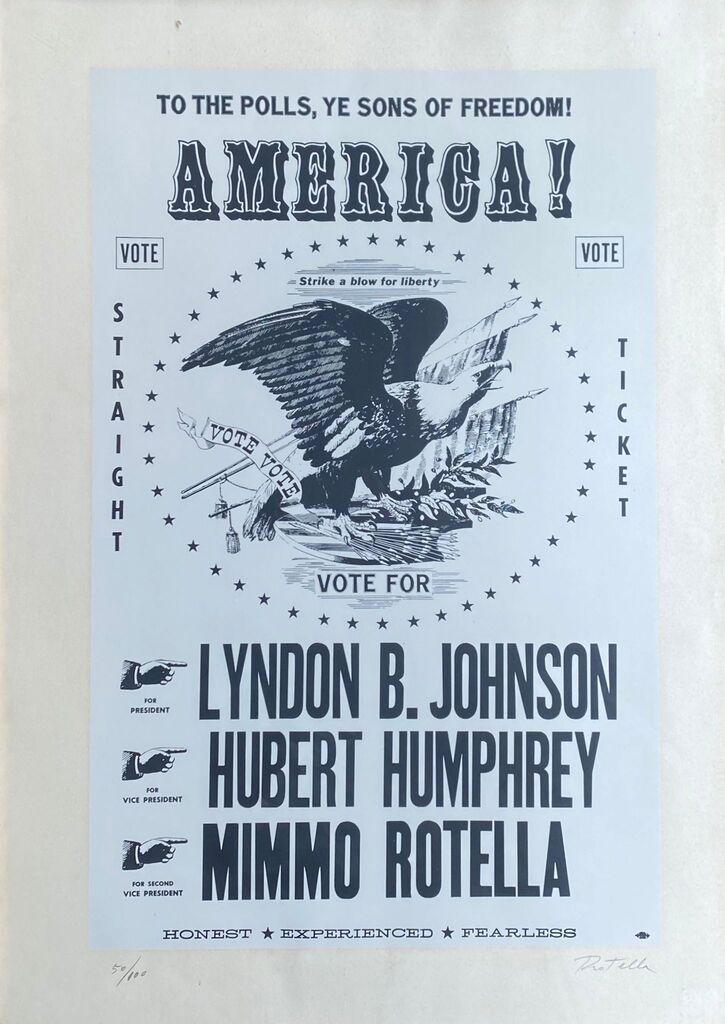 TO THE POLLS, YE SONS OF FREEDOM!
AMERICA!
VOTE
VOTE
Strike a blow for liberty
STRAIGHT
TICKET
VOTE VOTE
VOTE FOR
FOR
PRESIDENT
LYNDON B. JOHNSON
FOR
VICE PRESIDENT
HUBERT HUMPHREY
FOR SECOND
VICE PRESIDENT
MIMMO ROTELLA
HONEST ★ EXPERIENCED ★ FEARLESS
50/100
Rotella